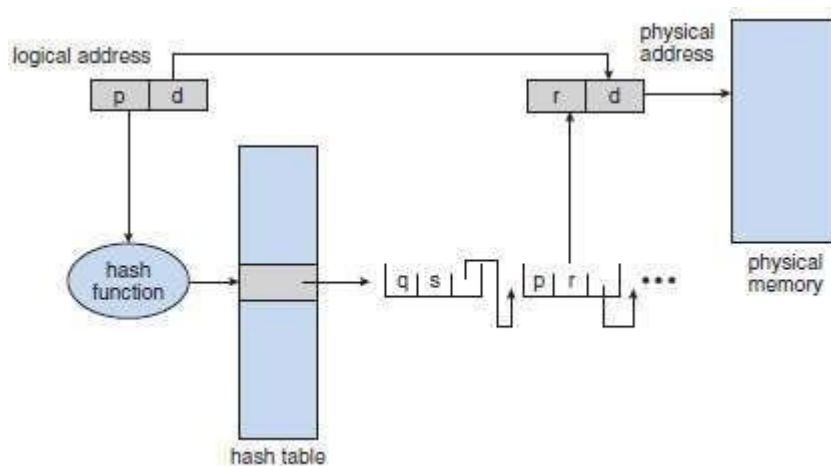 logical address
physical
address
p d
r d
hash
function
q s
p r
•••
physical
memory
hash table